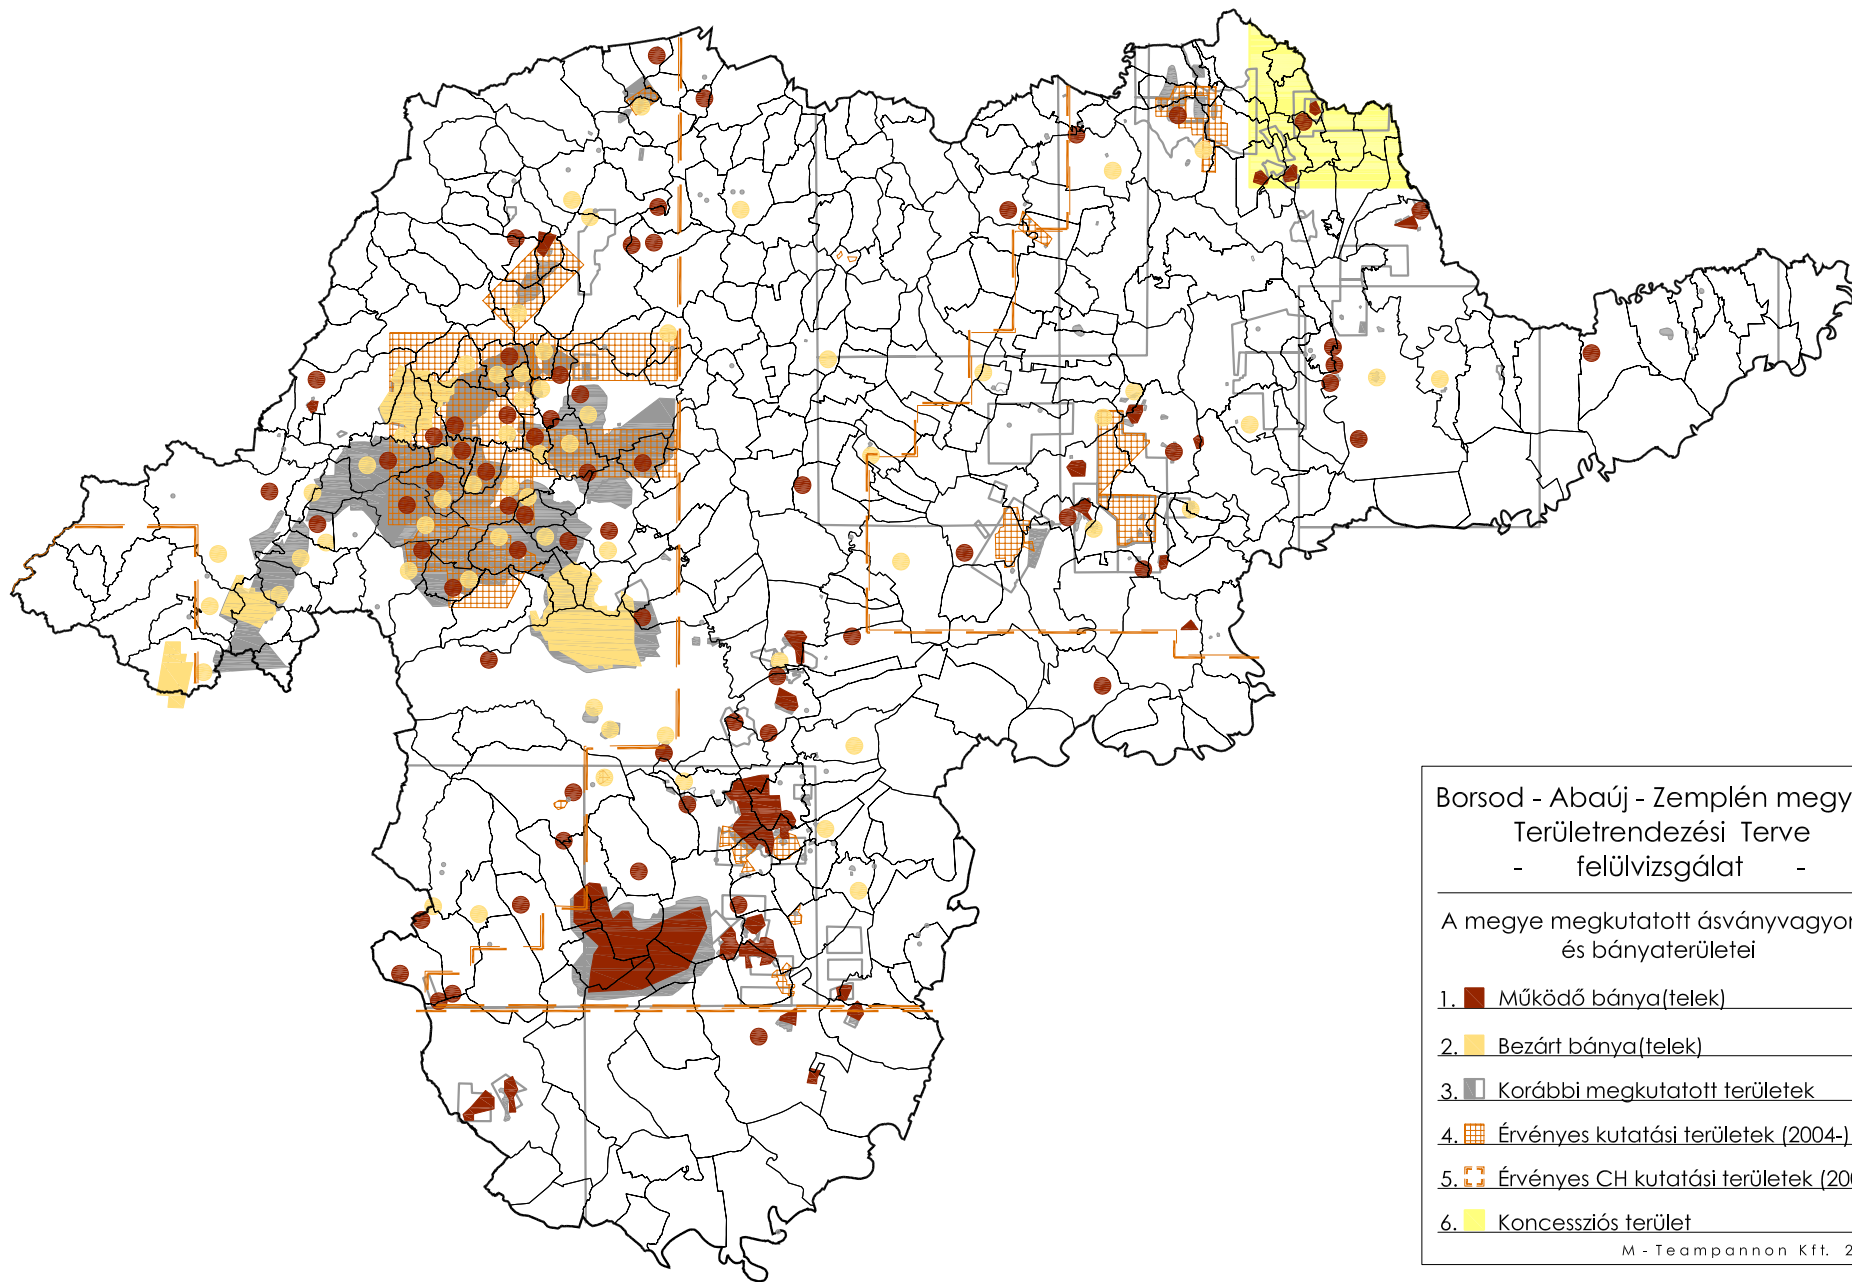 Borsod - Abaúj - Zemplén megy
Területrendezési Terve
- felülvizsgálat -
A megye megkutatott ásványvagyon
és bányaterületei
1. Működő bánya(telek)
2. Bezárt bánya(telek)
3. Korábbi megkutatott területek
4. Érvényes kutatási területek (2004-)
5. Érvényes CH kutatási területek (200
6. Koncessziós terület
M - Teampannon Kft. 2